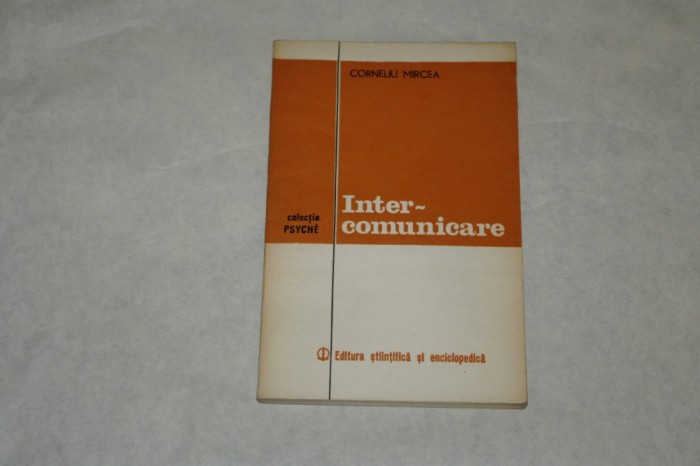 CORNELIU MIRCEA
Inter~
comunicare
colecția
PSYCHÉ
Editura științifică și enciclopedică